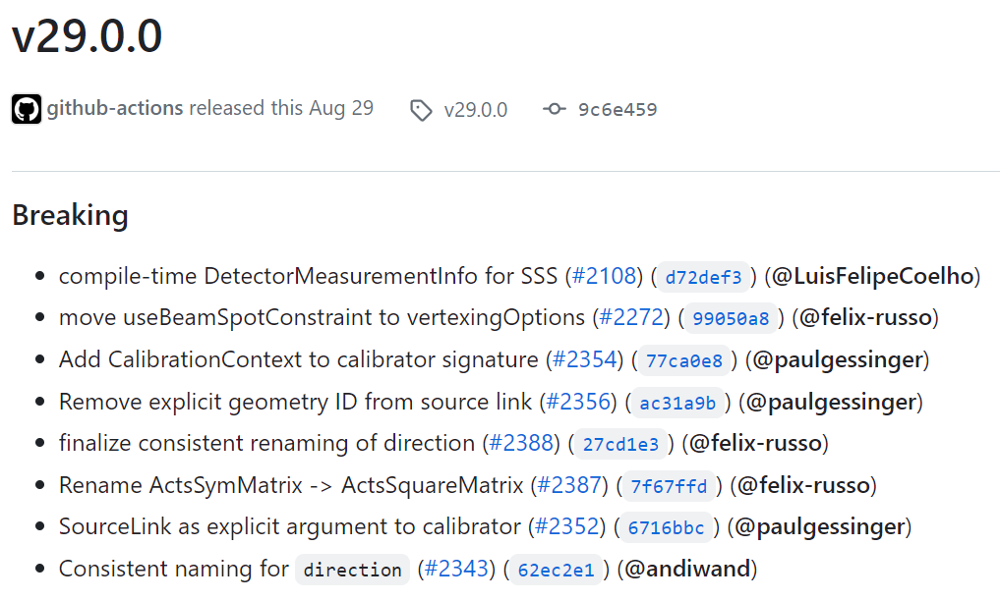 v29.0.0
github-actions released this Aug 29 v29.0.0 9c6e459
Breaking
• compile-time DetectorMeasurementInfo for SSS (#2108) (d72def3) (@LuisFelipeCoelho)
• move useBeamSpotConstraint to vertexingOptions (#2272) (99050a8) (@felix-russo)
• Add CalibrationContext to calibrator signature (#2354) (77ca0e8) (@paulgessinger)
• Remove explicit geometry ID from source link (#2356) (ac31a9b) (@paulgessinger)
• finalize consistent renaming of direction (#2388) (27cd1e3) (@felix-russo)
• Rename ActsSymMatrix -> ActsSquareMatrix (#2387) (7f67ffd) (@felix-russo)
• SourceLink as explicit argument to calibrator (#2352) (6716bbc) (@paulgessinger)
• Consistent naming for direction (#2343) (62ec2e1) (@andiwand)